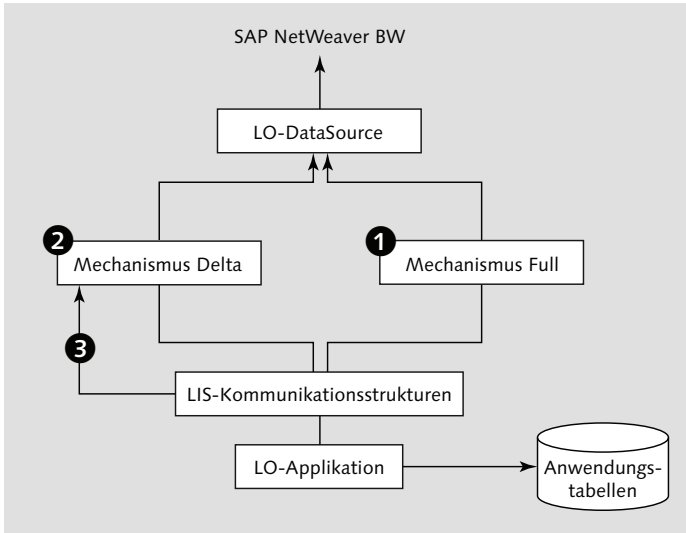 SAP NetWeaver BW
LO-DataSource
2
1
Mechanismus Delta
Mechanismus Full
3
LIS-Kommunikationsstrukturen
LO-Applikation
Anwendungs-
tabellen